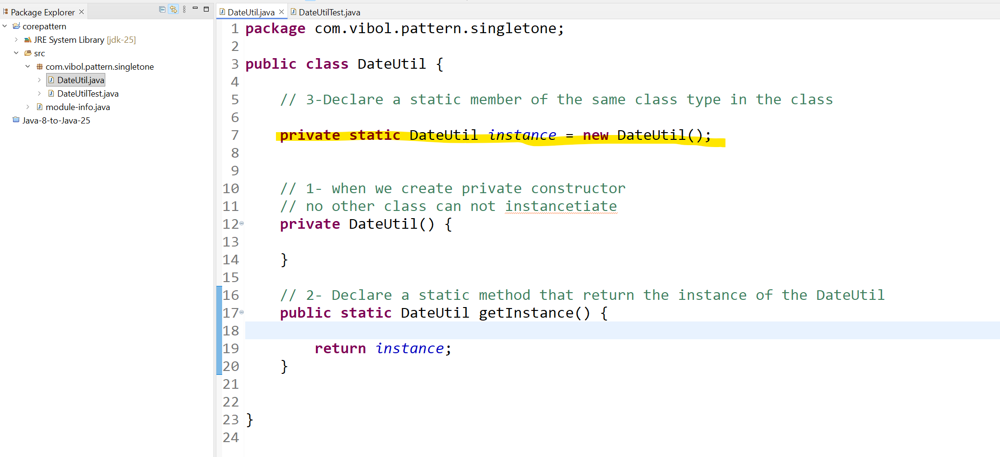 Package Explorer
corepattern
JRE System Library [jdk-25]
src
com.vibol.pattern.singletone
DateUtil.java
DateUtilTest.java
module-info.java
Java-8-to-Java-25
DateUtil.java
DateUtilTest.java
1 package com.vibol.pattern.singletone;
2
3 public class DateUtil {
4
5     // 3-Declare a static member of the same class type in the class
6
7     private static DateUtil instance = new DateUtil();
8
9
10     // 1- when we create private constructor
11     // no other class can not instancetiate
12     private DateUtil() {
13
14     }
15
16     // 2- Declare a static method that return the instance of the DateUtil
17     public static DateUtil getInstance() {
18
19         return instance;
20     }
21
22
23 }
24